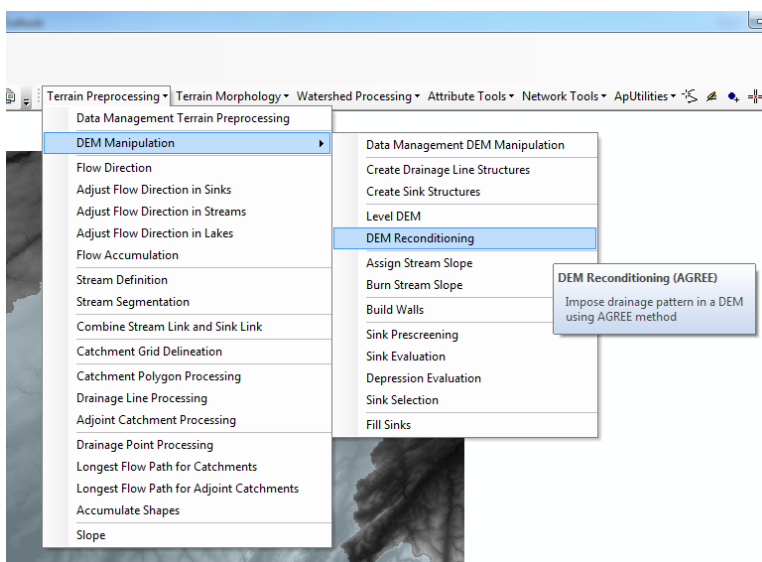 Terrain Preprocessing Terrain Morphology Watershed Processing Attribute Tools Network Tools ApUtilities
Data Management Terrain Preprocessing
DEM Manipulation
Flow Direction
Adjust Flow Direction in Sinks
Adjust Flow Direction in Streams
Adjust Flow Direction in Lakes
Flow Accumulation
Stream Definition
Stream Segmentation
Combine Stream Link and Sink Link
Catchment Grid Delineation
Catchment Polygon Processing
Drainage Line Processing
Adjoint Catchment Processing
Drainage Point Processing
Longest Flow Path for Catchments
Longest Flow Path for Adjoint Catchments
Accumulate Shapes
Slope
Data Management DEM Manipulation
Create Drainage Line Structures
Create Sink Structures
Level DEM
DEM Reconditioning
Assign Stream Slope
Burn Stream Slope
Build Walls
Sink Prescreening
Sink Evaluation
Depression Evaluation
Sink Selection
Fill Sinks
DEM Reconditioning (AGREE)
Impose drainage pattern in a DEM
using AGREE method